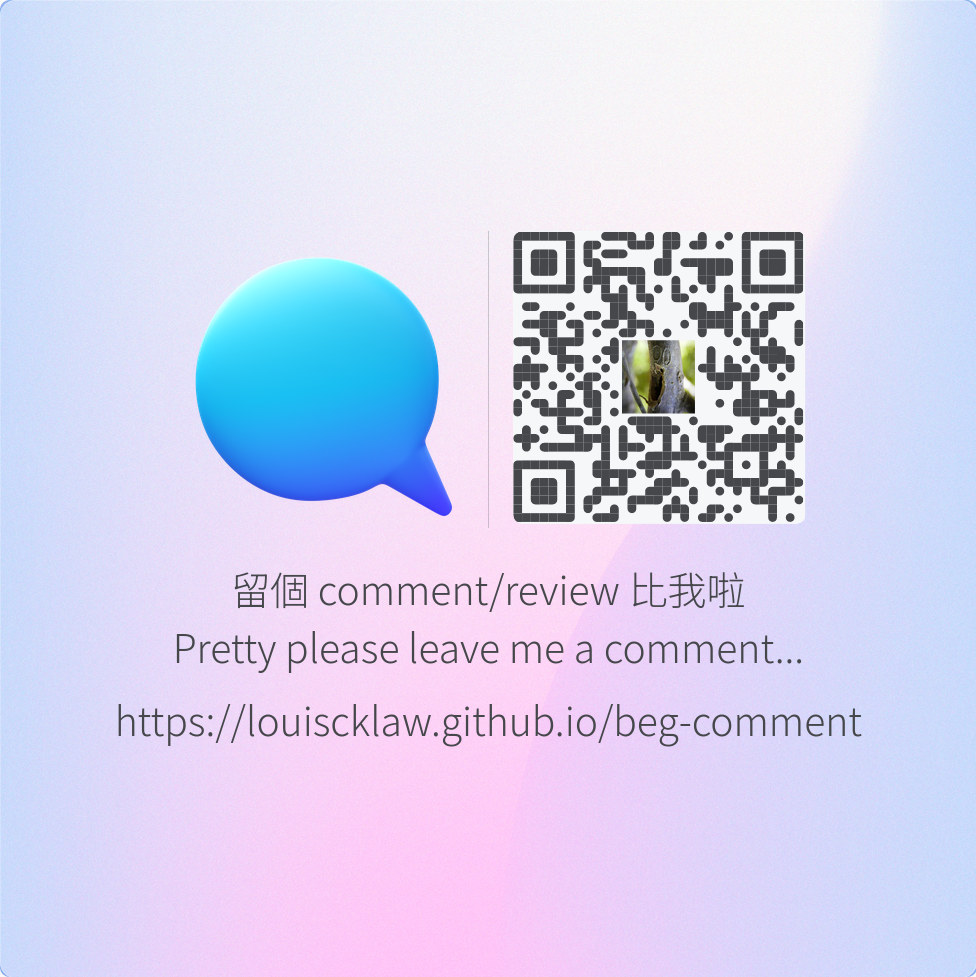 留個 comment/review 比我啦
Pretty please leave me a comment...
https://louiscklaw.github.io/beg-comment